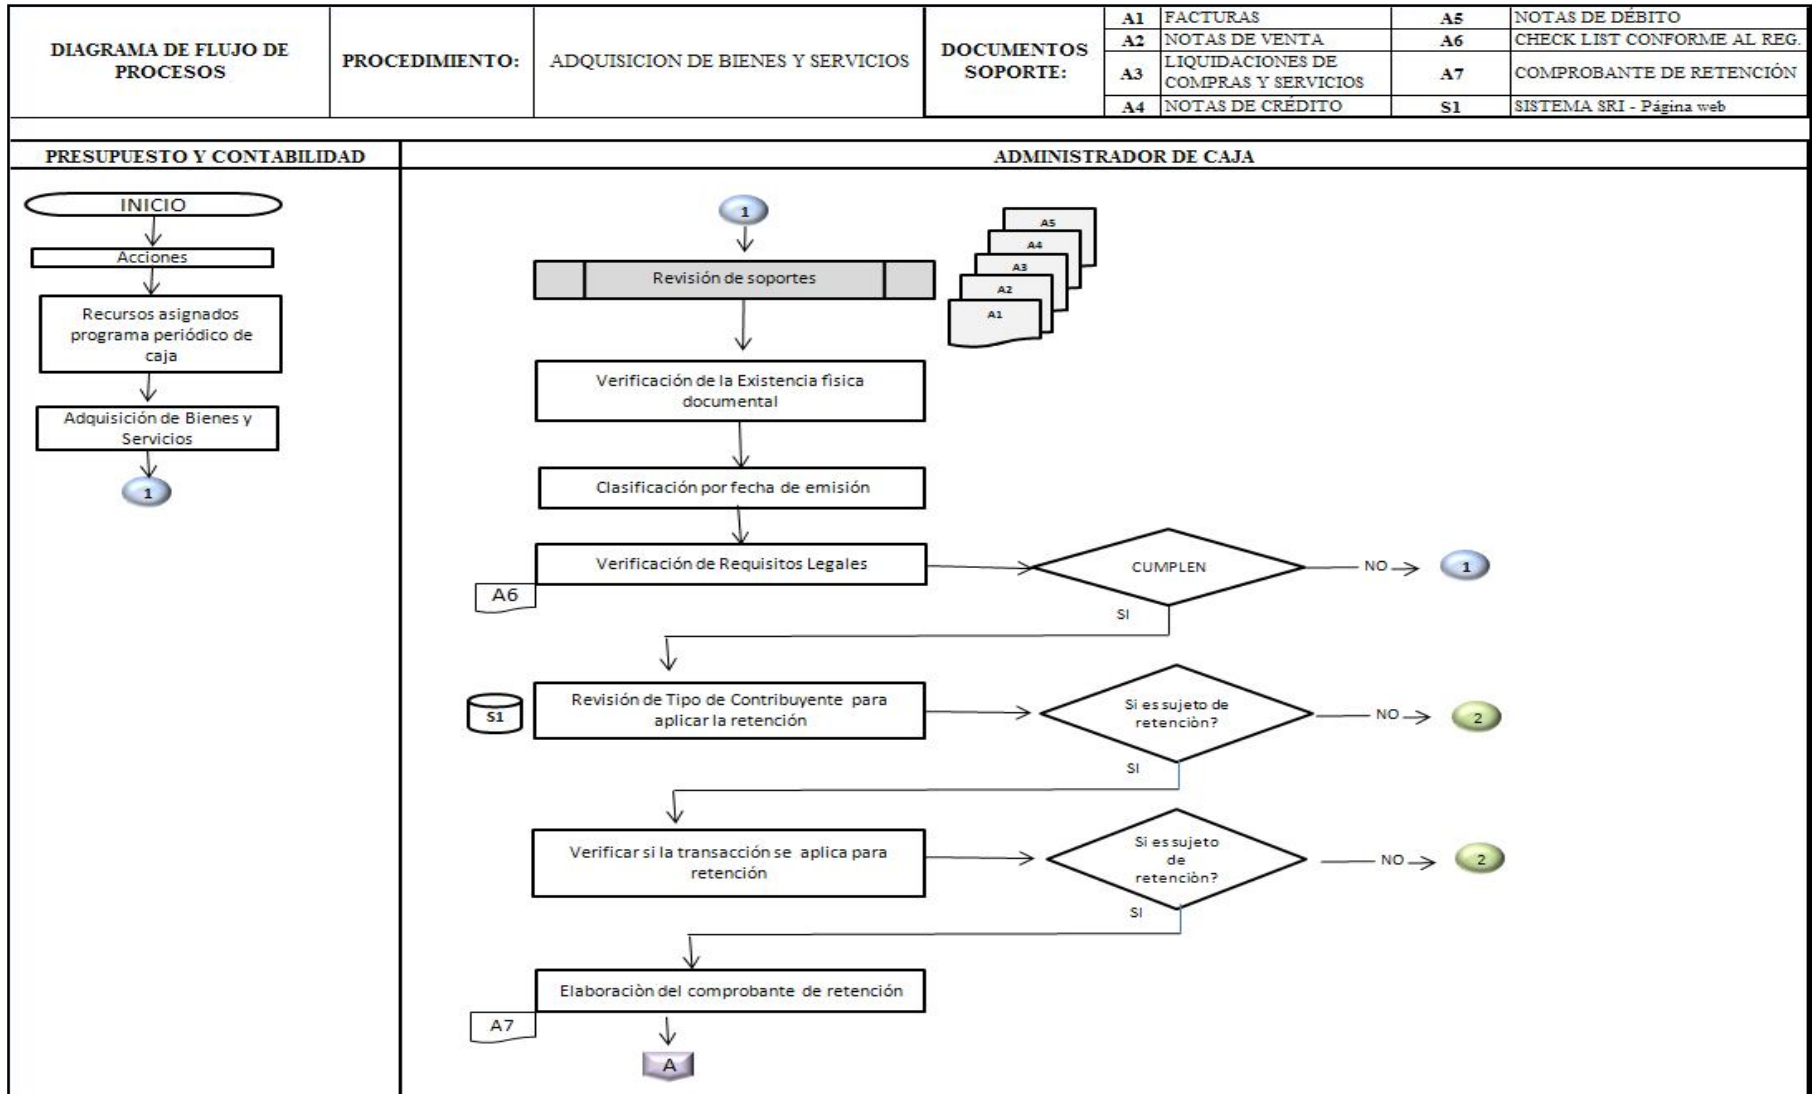 DIAGRAMA DE FLUJO DE
PROCESOS
PROCEDIMIENTO:
ADQUISICION DE BIENES Y SERVICIOS
DOCUMENTOS
SOPORTE:
A1 FACTURAS A5 NOTAS DE DÉBITO
A2 NOTAS DE VENTA A6 CHECK LIST CONFORME AL REG.
A3 LIQUIDACIONES DE
COMPRAS Y SERVICIOS
A7 COMPROBANTE DE RETENCIÓN
A4 NOTAS DE CRÉDITO S1 SISTEMA SRI - Página web
PRESUPUESTO Y CONTABILIDAD
ADMINISTRADOR DE CAJA
INICIO
Acciones
Recursos asignados
programa periódico de
caja
Adquisición de Bienes y
Servicios
1
1
Revisión de soportes
A5
A4
A3
A2
A1
Verificación de la Existencia fìsica
documental
Clasificación por fecha de emisión
Verificación de Requisitos Legales
A6
CUMPLEN
NO
1
SI
S1
Revisión de Tipo de Contribuyente para
aplicar la retención
Si es sujeto de
retenciòn?
NO
2
SI
Verificar si la transacción se aplica para
retención
Si es sujeto
de
retenciòn?
NO
2
SI
Elaboraciòn del comprobante de retención
A7
A